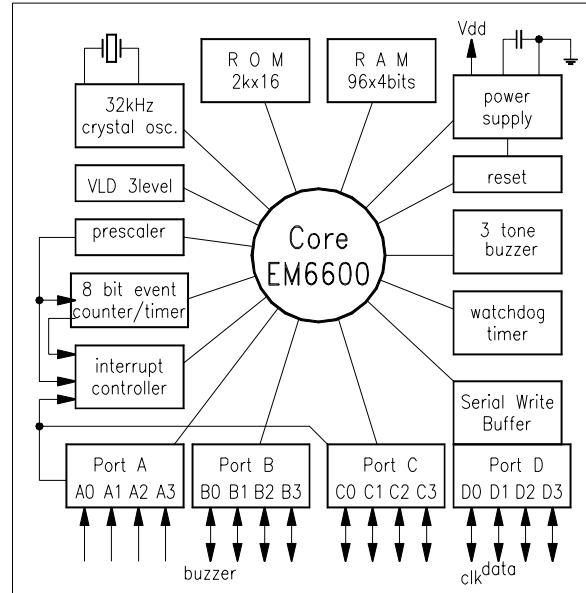 Vdd
R O M
2kx16
R A M
96x4bits
32kHz
crystal osc.
power
supply
VLD 3level
reset
prescaler
Core
EM6600
3 tone
buzzer
8 bit event
counter/timer
watchdog
timer
interrupt
controller
Serial Write
Buffer
Port A
A0 A1 A2 A3
Port B
B0 B1 B2 B3
Port C
C0 C1 C2 C3
Port D
D0 D1 D2 D3
buzzer
clk data